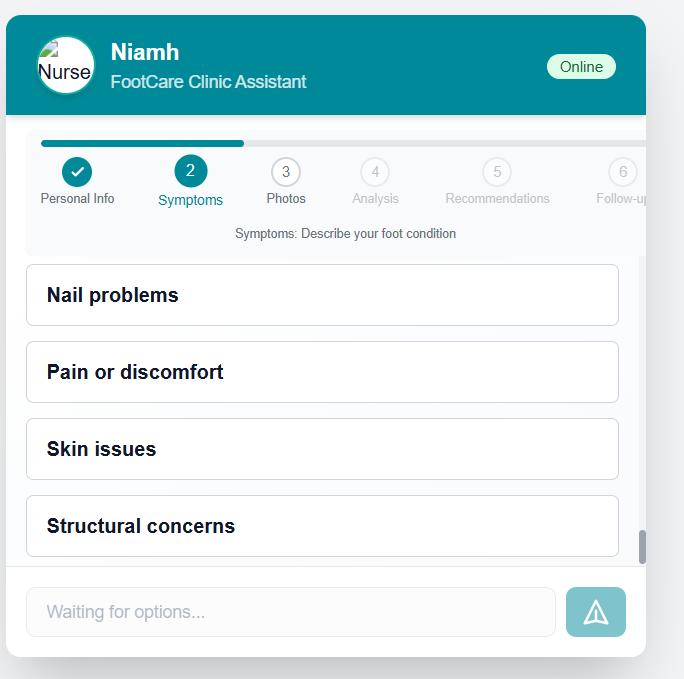 Nurse
Niamh
FootCare Clinic Assistant
Online
2
3
4
5
6
Personal Info
Symptoms
Photos
Analysis
Recommendations
Follow-up
Symptoms: Describe your foot condition
Nail problems
Pain or discomfort
Skin issues
Structural concerns
Waiting for options...